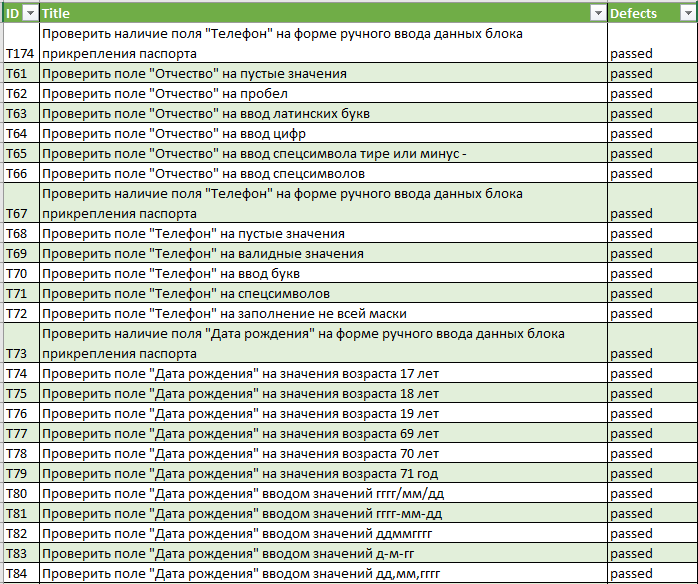 ID Title Defects
Проверить наличие поля "Телефон" на форме ручного ввода данных блока
T174 прикрепления паспорта passed
T61 Проверить поле "Отчество" на пустые значения passed
T62 Проверить поле "Отчество" на пробел passed
T63 Проверить поле "Отчество" на ввод латинских букв passed
T64 Проверить поле "Отчество" на ввод цифр passed
T65 Проверить поле "Отчество" на ввод спецсимвола тире или минус - passed
T66 Проверить поле "Отчество" на ввод спецсимволов passed
Проверить наличие поля "Телефон" на форме ручного ввода данных блока
T67 прикрепления паспорта passed
T68 Проверить поле "Телефон" на пустые значения passed
T69 Проверить поле "Телефон" на валидные значения passed
T70 Проверить поле "Телефон" на ввод букв passed
T71 Проверить поле "Телефон" на спецсимволов passed
T72 Проверить поле "Телефон" на заполнение не всей маски passed
Проверить наличие поля "Дата рождения" на форме ручного ввода данных блока
T73 прикрепления паспорта passed
T74 Проверить поле "Дата рождения" на значения возраста 17 лет passed
T75 Проверить поле "Дата рождения" на значения возраста 18 лет passed
T76 Проверить поле "Дата рождения" на значения возраста 19 лет passed
T77 Проверить поле "Дата рождения" на значения возраста 69 лет passed
T78 Проверить поле "Дата рождения" на значения возраста 70 лет passed
T79 Проверить поле "Дата рождения" на значения возраста 71 год passed
T80 Проверить поле "Дата рождения" вводом значений гггг/мм/дд passed
T81 Проверить поле "Дата рождения" вводом значений гггг-мм-дд passed
T82 Проверить поле "Дата рождения" вводом значений ддммгггг passed
T83 Проверить поле "Дата рождения" вводом значений д-м-гг passed
T84 Проверить поле "Дата рождения" вводом значений дд,мм,гггг passed